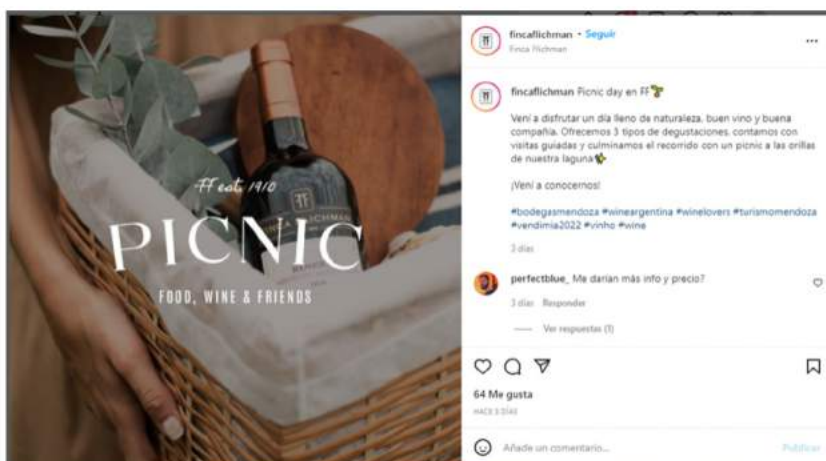 FF est. 1910
PICNIC
FOOD, WINE & FRIENDS
FF
FINCA FLICHMAN
fincaflichman • Seguir
Finca Flichman
fincaflichman Picnic day en FF
Vení a disfrutar un día lleno de naturaleza, buen vino y buena
compañía. Ofrecemos 3 tipos de degustaciones, contamos con
visitas guiadas y culminamos el recorrido con un picnic a las orillas
de nuestra laguna
¡Vení a conocernos!
#bodegasmendoza #wineargentina #winelovers #turismomendoza
#vendimia2022 #vinho #wine
3 días
perfectblue_ Me darían más info y precio?
3 días Responder
Ver respuestas (1)
64 Me gusta
HACE 3 DÍAS
Añade un comentario...
Publicar